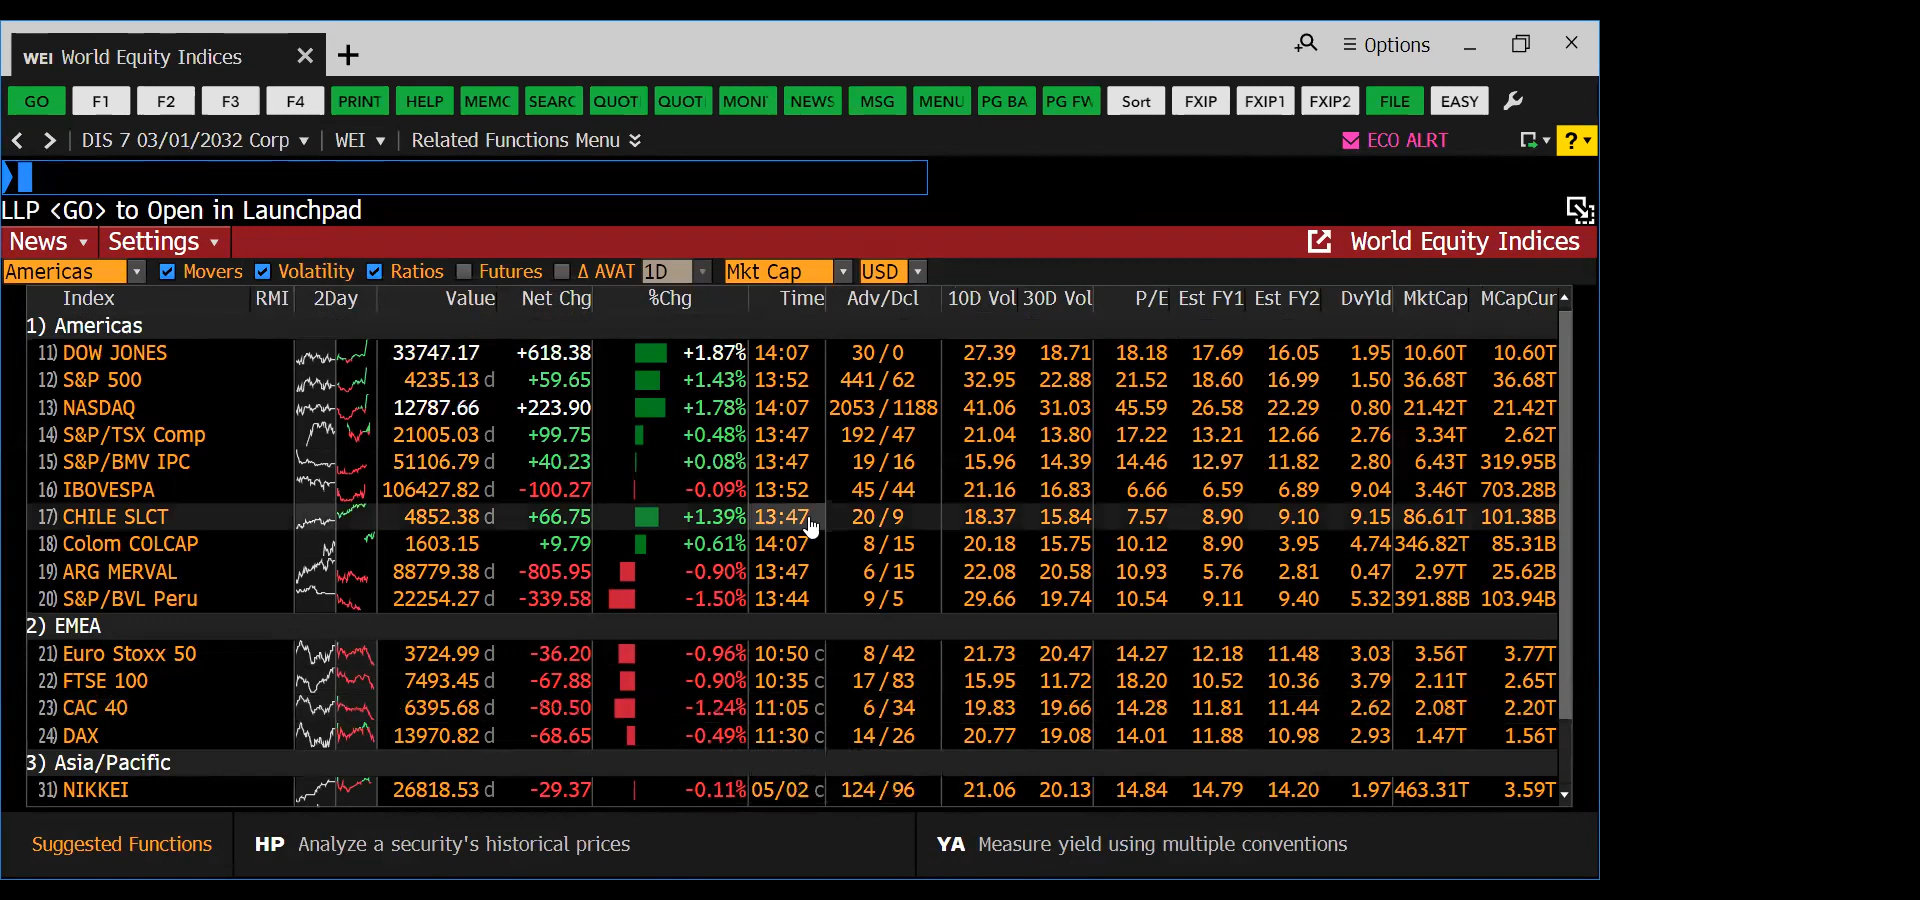 WEI World Equity Indices
Options
GO F1 F2 F3 F4 PRINT HELP MEMC SEARC QUOT QUOT MONI NEWS MSG MENU PG BA PG FW Sort FXIP FXIP1 FXIP2 FILE EASY
DIS 7 03/01/2032 Corp WEI Related Functions Menu ECO ALRT ?
LLP <GO> to Open in Launchpad
News Settings World Equity Indices
Americas Movers Volatility Ratios Futures Δ AVAT 1D Mkt Cap USD
Index RMI 2Day Value Net Chg %Chg Time Adv/Dcl 10D Vol 30D Vol P/E Est FY1 Est FY2 DvYld MktCap MCapCur
1) Americas
11) DOW JONES 33747.17 +618.38 +1.87% 14:07 30/0 27.39 18.71 18.18 17.69 16.05 1.95 10.60T 10.60T
12) S&P 500 4235.13 d +59.65 +1.43% 13:52 441/62 32.95 22.88 21.52 18.60 16.99 1.50 36.68T 36.68T
13) NASDAQ 12787.66 +223.90 +1.78% 14:07 2053/1188 41.06 31.03 45.59 26.58 22.29 0.80 21.42T 21.42T
14) S&P/TSX Comp 21005.03 d +99.75 +0.48% 13:47 192/47 21.04 13.80 17.22 13.21 12.66 2.76 3.34T 2.62T
15) S&P/BMV IPC 51106.79 d +40.23 +0.08% 13:47 19/16 15.96 14.39 14.46 12.97 11.82 2.80 6.43T 319.95B
16) IBOVESPA 106427.82 d -100.27 -0.09% 13:52 45/44 21.16 16.83 6.66 6.59 6.89 9.04 3.46T 703.28B
17) CHILE SLCT 4852.38 d +66.75 +1.39% 13:47 20/9 18.37 15.84 7.57 8.90 9.10 9.15 86.61T 101.38B
18) Colom COLCAP 1603.15 +9.79 +0.61% 14:07 8/15 20.18 15.75 10.12 8.90 3.95 4.74 346.82T 85.31B
19) ARG MERVAL 88779.38 d -805.95 -0.90% 13:47 6/15 22.08 20.58 10.93 5.76 2.81 0.47 2.97T 25.62B
20) S&P/BVL Peru 22254.27 d -339.58 -1.50% 13:44 9/5 29.66 19.74 10.54 9.11 9.40 5.32 391.88B 103.94B
2) EMEA
21) Euro Stoxx 50 3724.99 d -36.20 -0.96% 10:50 c 8/42 21.73 20.47 14.27 12.18 11.48 3.03 3.56T 3.77T
22) FTSE 100 7493.45 d -67.88 -0.90% 10:35 c 17/83 15.95 11.72 18.20 10.52 10.36 3.79 2.11T 2.65T
23) CAC 40 6395.68 d -80.50 -1.24% 11:05 c 6/34 19.83 19.66 14.28 11.81 11.44 2.62 2.08T 2.20T
24) DAX 13970.82 d -68.65 -0.49% 11:30 c 14/26 20.77 19.08 14.01 11.88 10.98 2.93 1.47T 1.56T
3) Asia/Pacific
31) NIKKEI 26818.53 d -29.37 -0.11% 05/02 c 124/96 21.06 20.13 14.84 14.79 14.20 1.97 463.31T 3.59T
Suggested Functions HP Analyze a security's historical prices YA Measure yield using multiple conventions